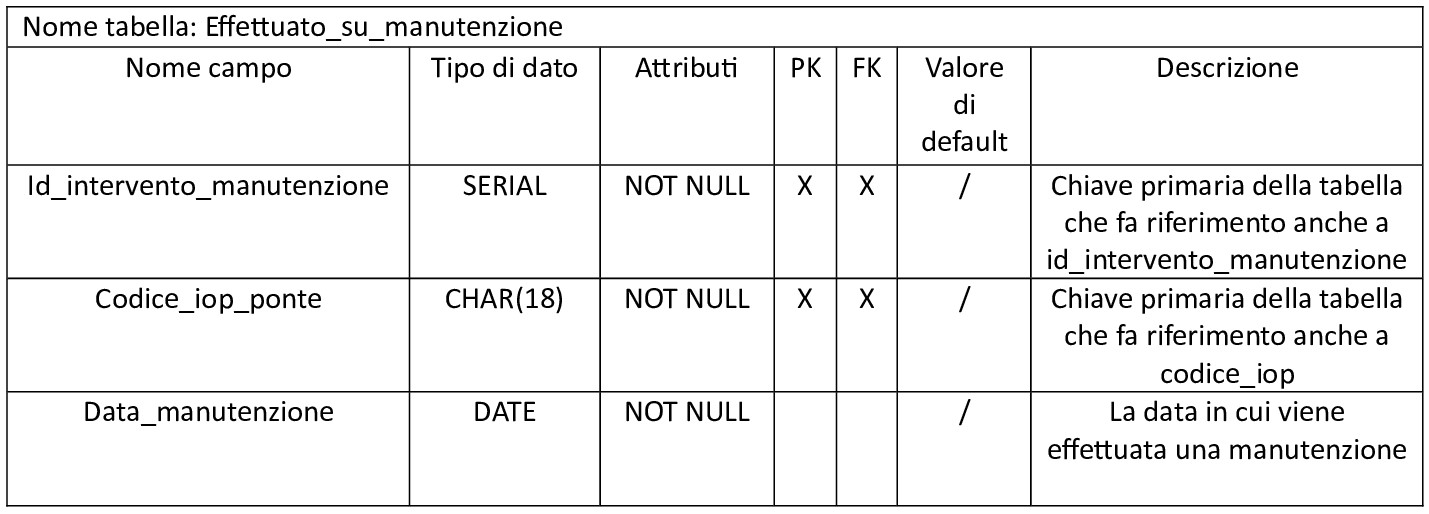 Nome tabella: Effettuato_su_manutenzione
Nome campo Tipo di dato Attributi PK FK Valore di default Descrizione
Id_intervento_manutenzione SERIAL NOT NULL X X / Chiave primaria della tabella
che fa riferimento anche a
id_intervento_manutenzione
Codice_iop_ponte CHAR(18) NOT NULL X X / Chiave primaria della tabella
che fa riferimento anche a
codice_iop
Data_manutenzione DATE NOT NULL / La data in cui viene
effettuata una manutenzione